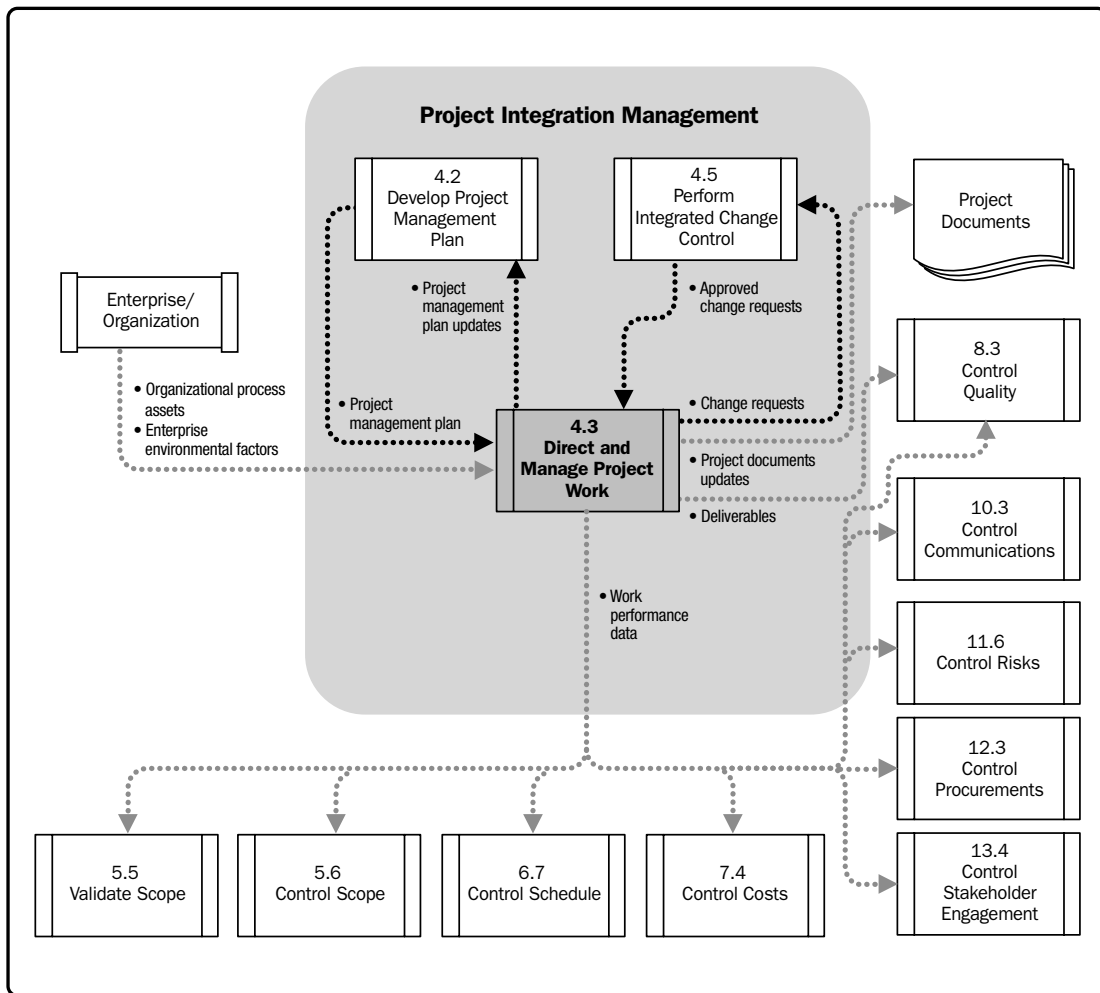 Project Integration Management
4.2
Develop Project
Management
Plan
4.5
Perform
Integrated Change
Control
Project
Documents
Enterprise/
Organization
• Project
management
plan updates
• Approved
change requests
8.3
Control
Quality
• Organizational process
assets
• Enterprise
environmental factors
• Project
management plan
4.3
Direct and
Manage Project
Work
• Change requests
• Project documents
updates
• Deliverables
10.3
Control
Communications
• Work
performance
data
11.6
Control Risks
12.3
Control
Procurements
5.5
Validate Scope
5.6
Control Scope
6.7
Control Schedule
7.4
Control Costs
13.4
Control
Stakeholder
Engagement